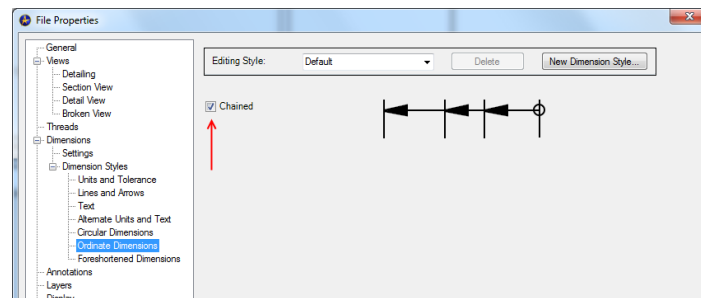 File Properties
General
Views
Detailing
Section View
Detail View
Broken View
Threads
Dimensions
Settings
Dimension Styles
Units and Tolerance
Lines and Arrows
Text
Alternate Units and Text
Circular Dimensions
Ordinate Dimensions
Foreshortened Dimensions
Annotations
Layers
Display
Editing Style: Default Delete New Dimension Style...
Chained